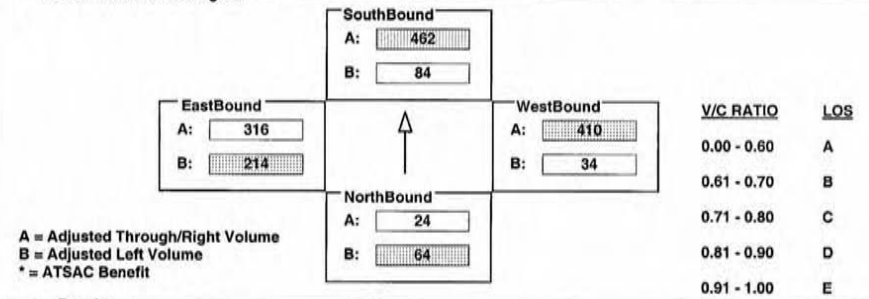 SouthBound
A: 462
B: 84
EastBound
A: 316
B: 214
WestBound
A: 410
B: 34
NorthBound
A: 24
B: 64
A = Adjusted Through/Right Volume
B = Adjusted Left Volume
* = ATSAC Benefit
V/C RATIO LOS
0.00 - 0.60 A
0.61 - 0.70 B
0.71 - 0.80 C
0.81 - 0.90 D
0.91 - 1.00 E